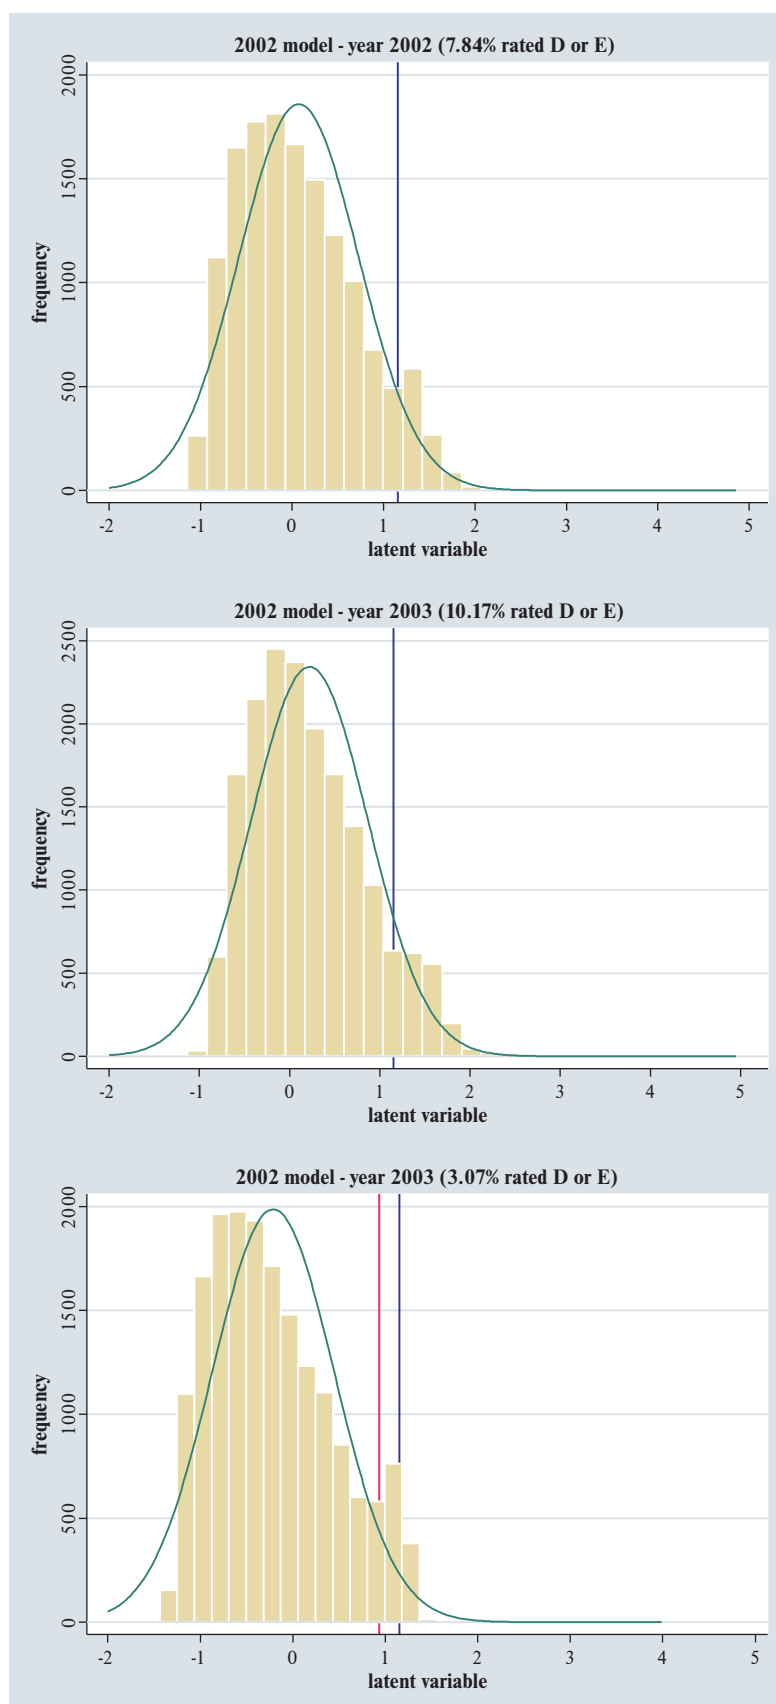 2002 model - year 2002 (7.84% rated D or E)
2000
1500
1000
500
0
frequency
-2 -1 0 1 2 3 4 5
latent variable
2002 model - year 2003 (10.17% rated D or E)
2500
2000
1500
1000
500
0
frequency
-2 -1 0 1 2 3 4 5
latent variable
2002 model - year 2003 (3.07% rated D or E)
2000
1500
1000
500
0
frequency
-2 -1 0 1 2 3 4 5
latent variable